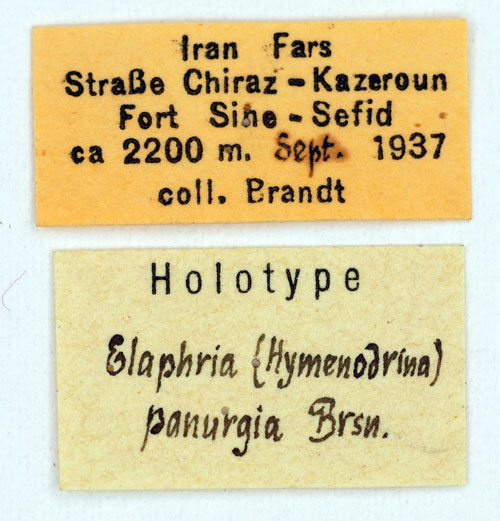 Iran Fars
Straße Chiraz - Kazeroun
Fort Sine - Sefid
ca 2200 m. Sept. 1937
coll. Brandt
Holotype
Elaphria (Hymenodrina)
panurgia Brsn.